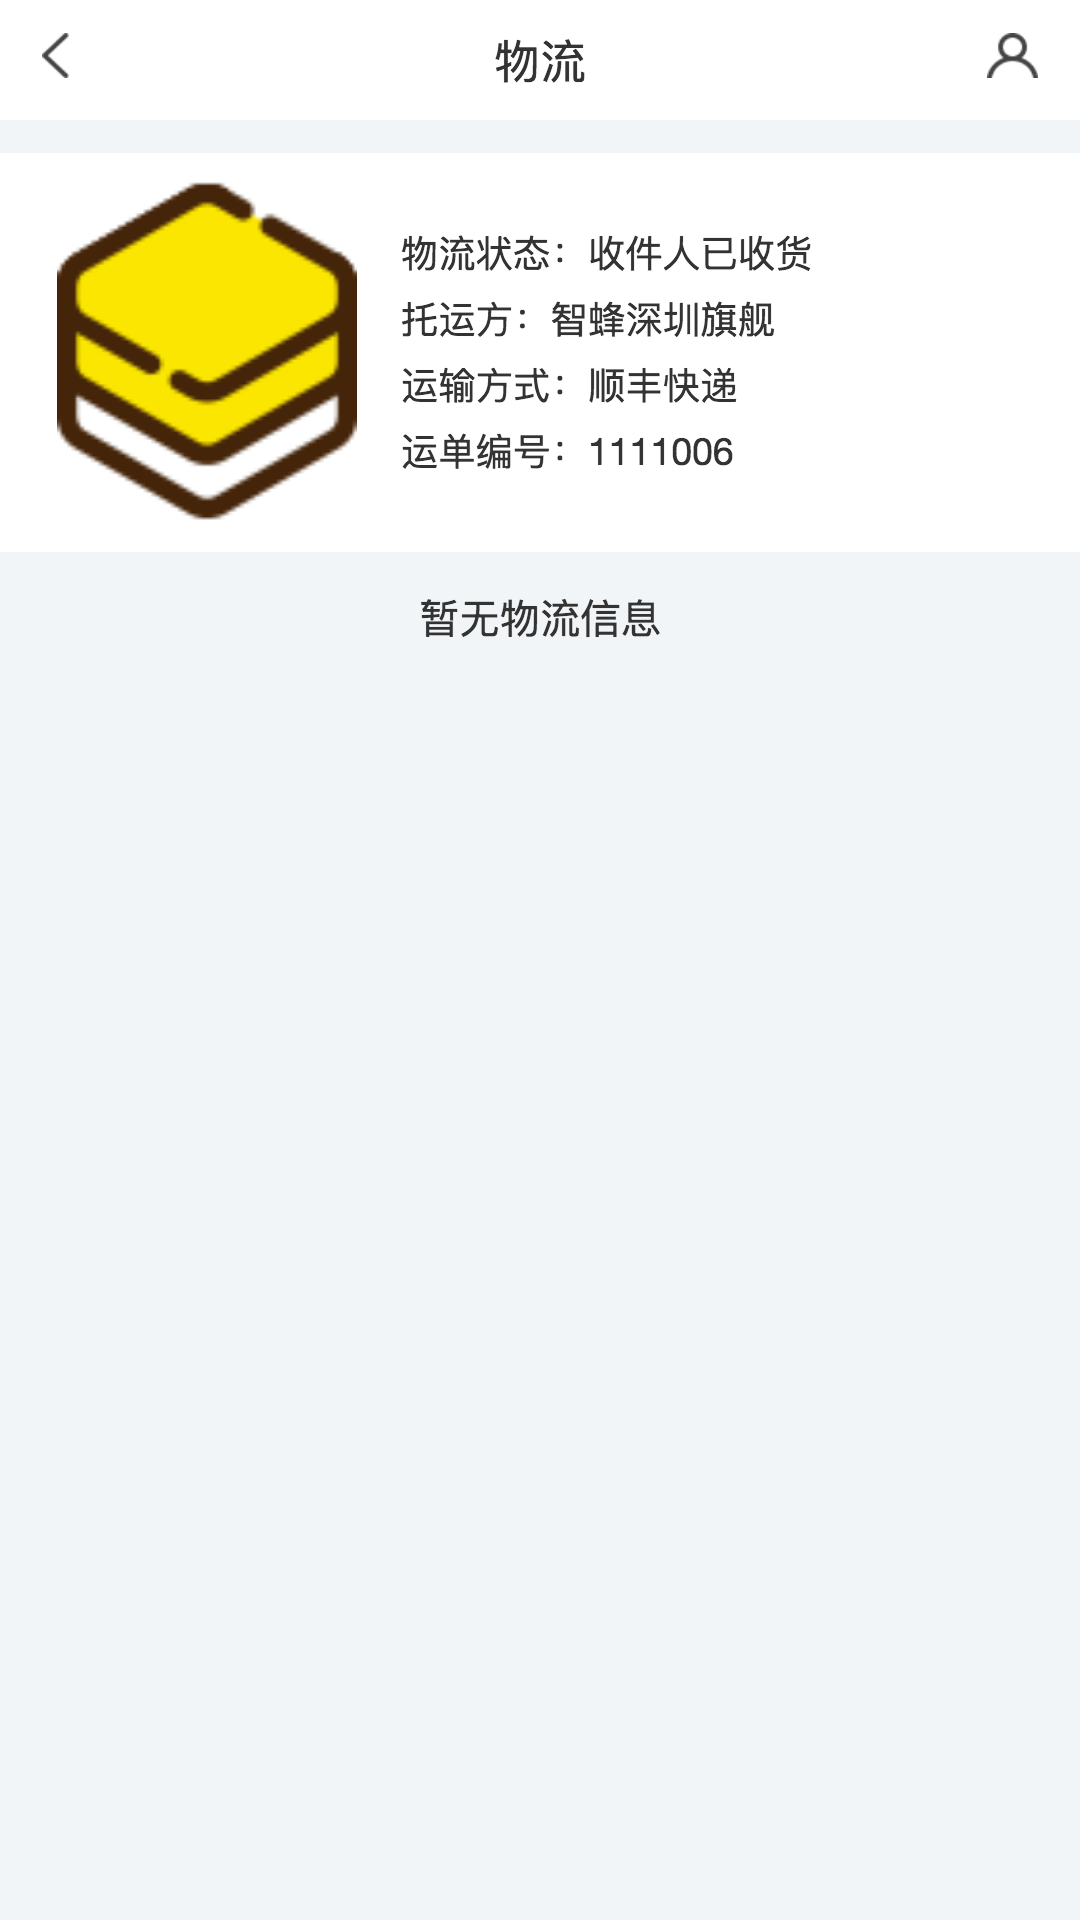 物流
物流状态：收件人已收货
托运方：智蜂深圳旗舰
运输方式：顺丰快递
运单编号：1111006
暂无物流信息